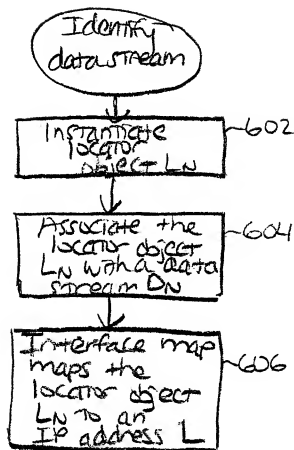 Identify
datastream
Instantiate
locator
object LN
602
Associate the
locator object
LN with a data
stream DN
604
Interface map
maps the
locator object
LN to an
IP address L
606